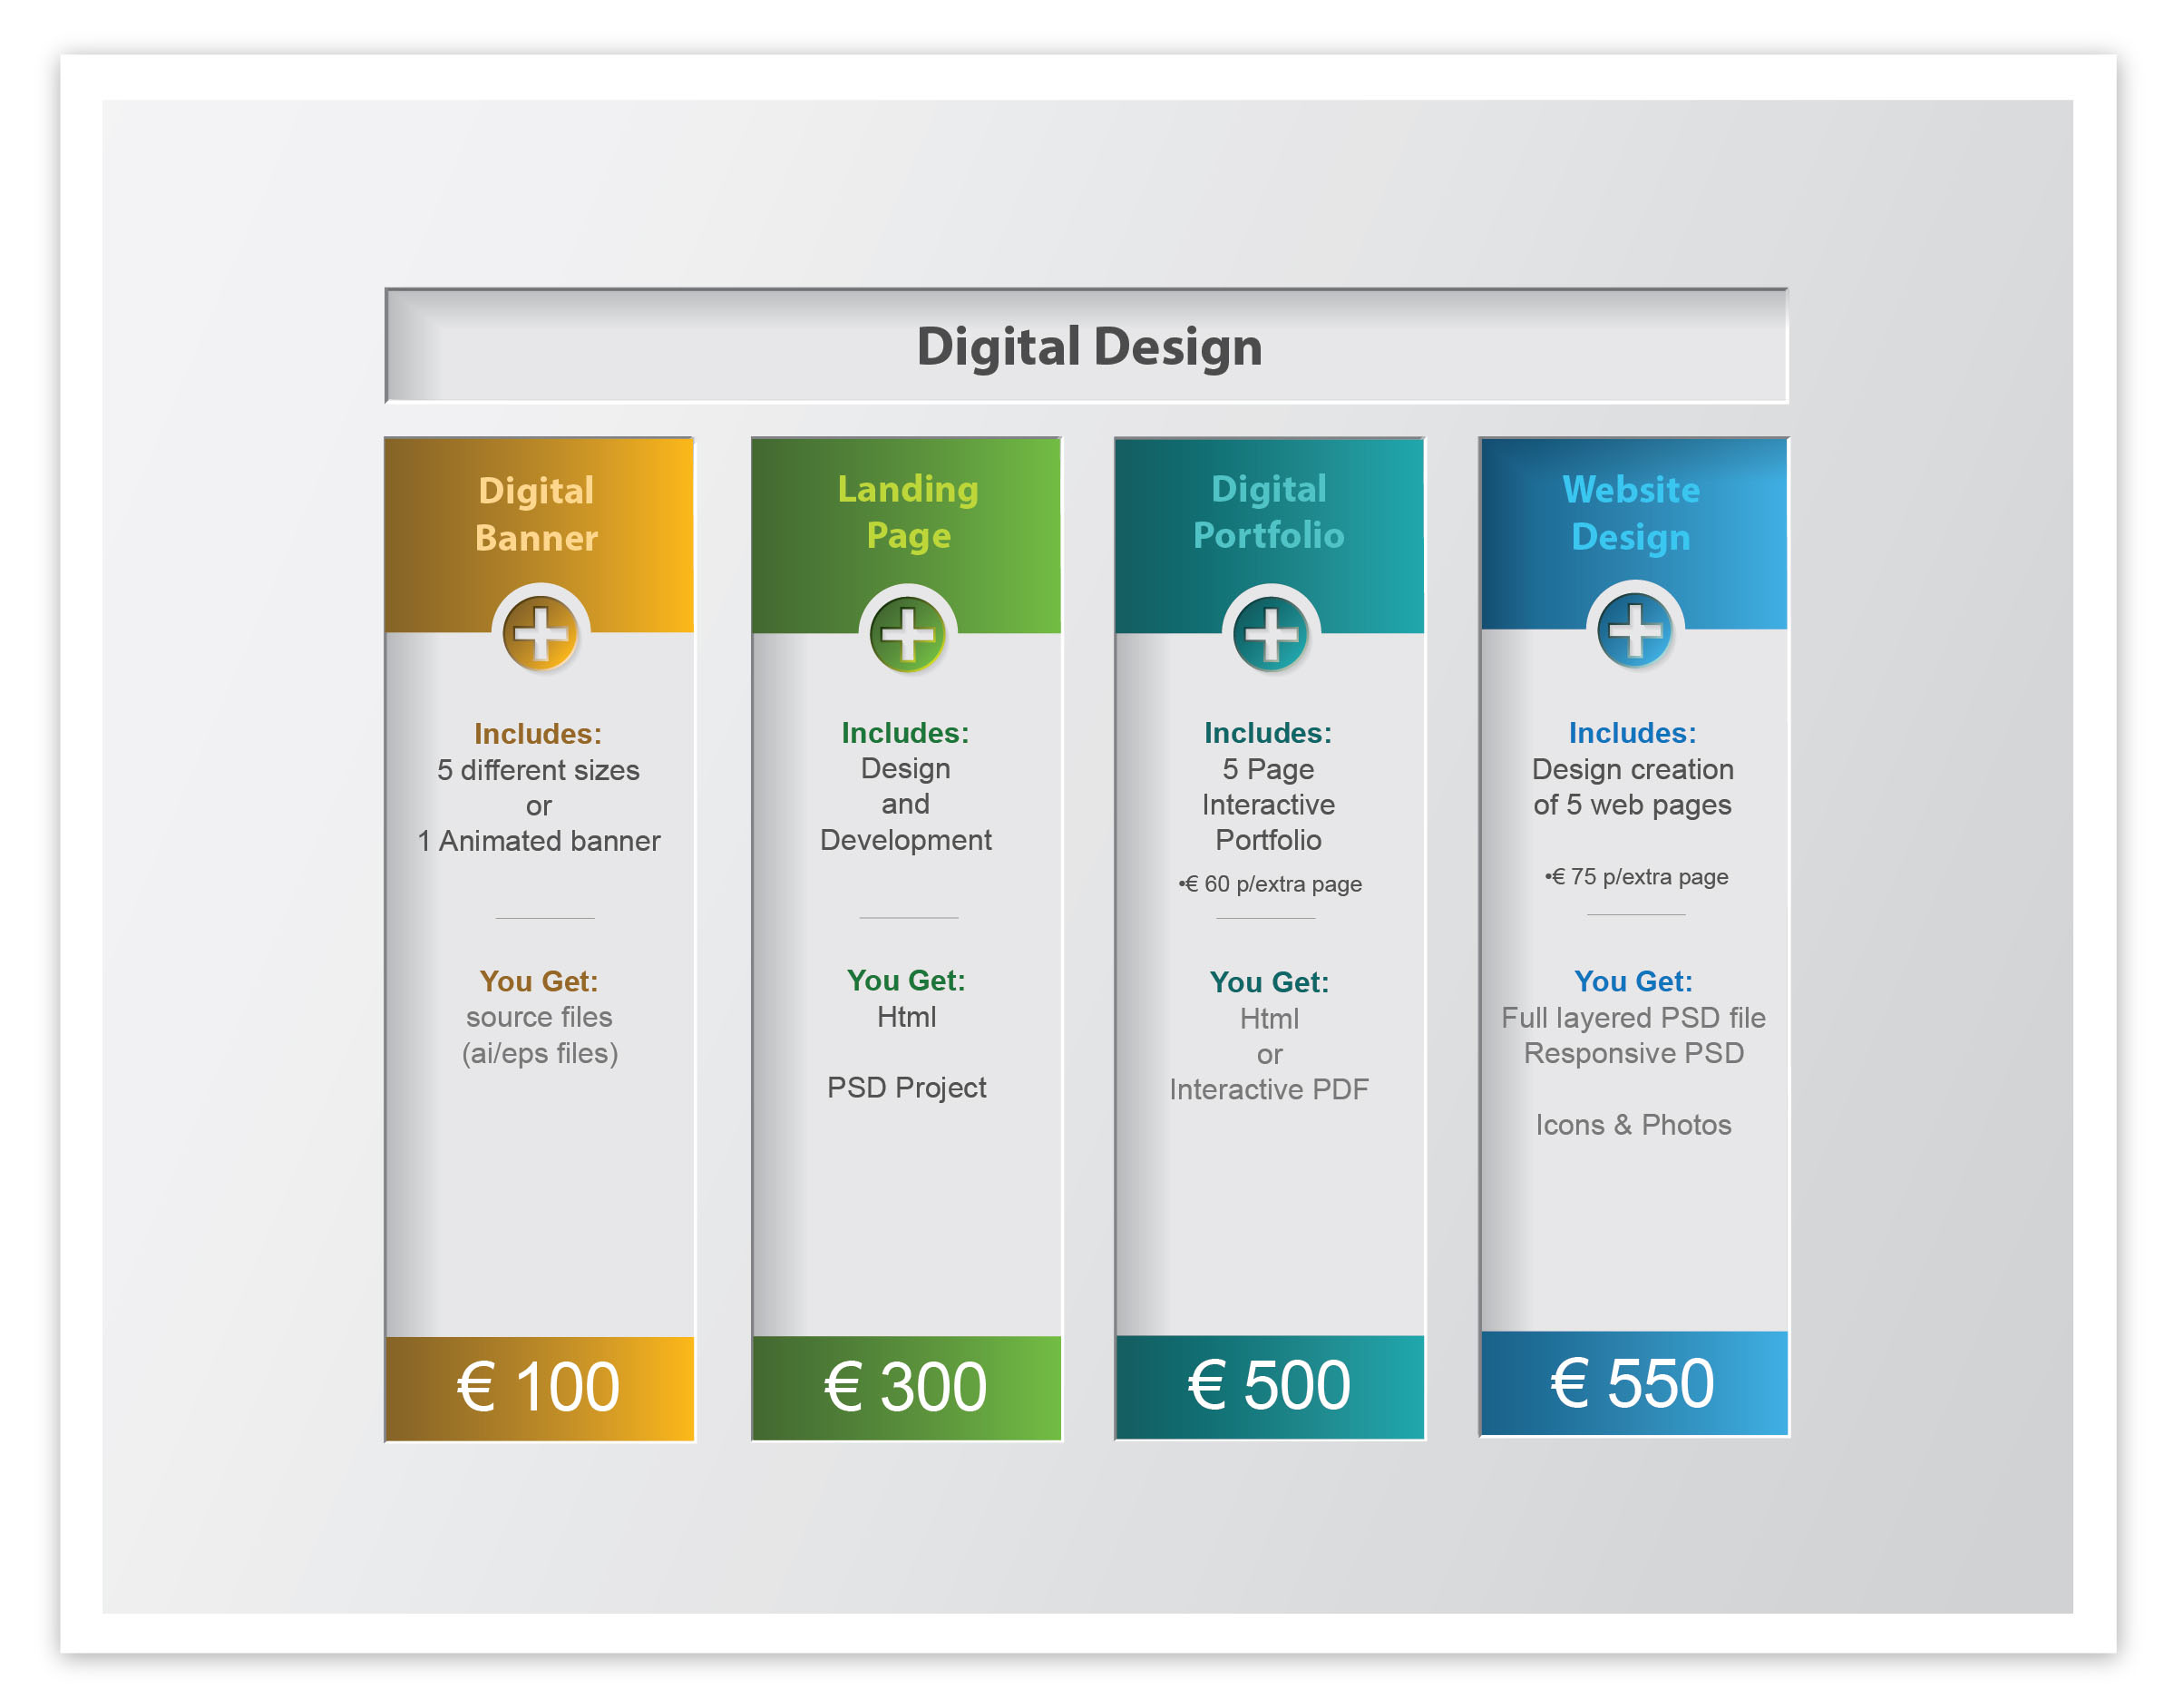 Digital Design
Digital
Banner
Includes:
5 different sizes
or
1 Animated banner
You Get:
source files
(ai/eps files)
€ 100
Landing
Page
Includes:
Design
and
Development
You Get:
Html
PSD Project
€ 300
Digital
Portfolio
Includes:
5 Page
Interactive
Portfolio
•€ 60 p/extra page
You Get:
Html
or
Interactive PDF
€ 500
Website
Design
Includes:
Design creation
of 5 web pages
•€ 75 p/extra page
You Get:
Full layered PSD file
Responsive PSD
Icons & Photos
€ 550